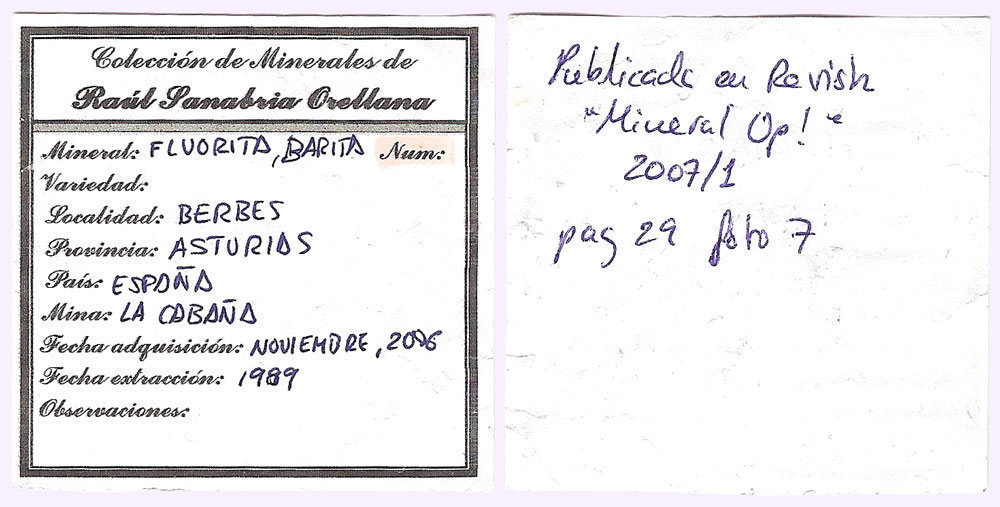 Colección de Minerales de
Raúl Sanabria Orellana
Mineral: FLUORITA, BARITA Num:
Variedad:
Localidad: BERBES
Provincia: ASTURIAS
País: ESPAÑA
Mina: LA CABAÑA
Fecha adquisición: NOVIEMBRE, 2006
Fecha extracción: 1989
Observaciones:
Publicada en Revista
"Mineral Up!"
2007/1
pag 29 foto 7